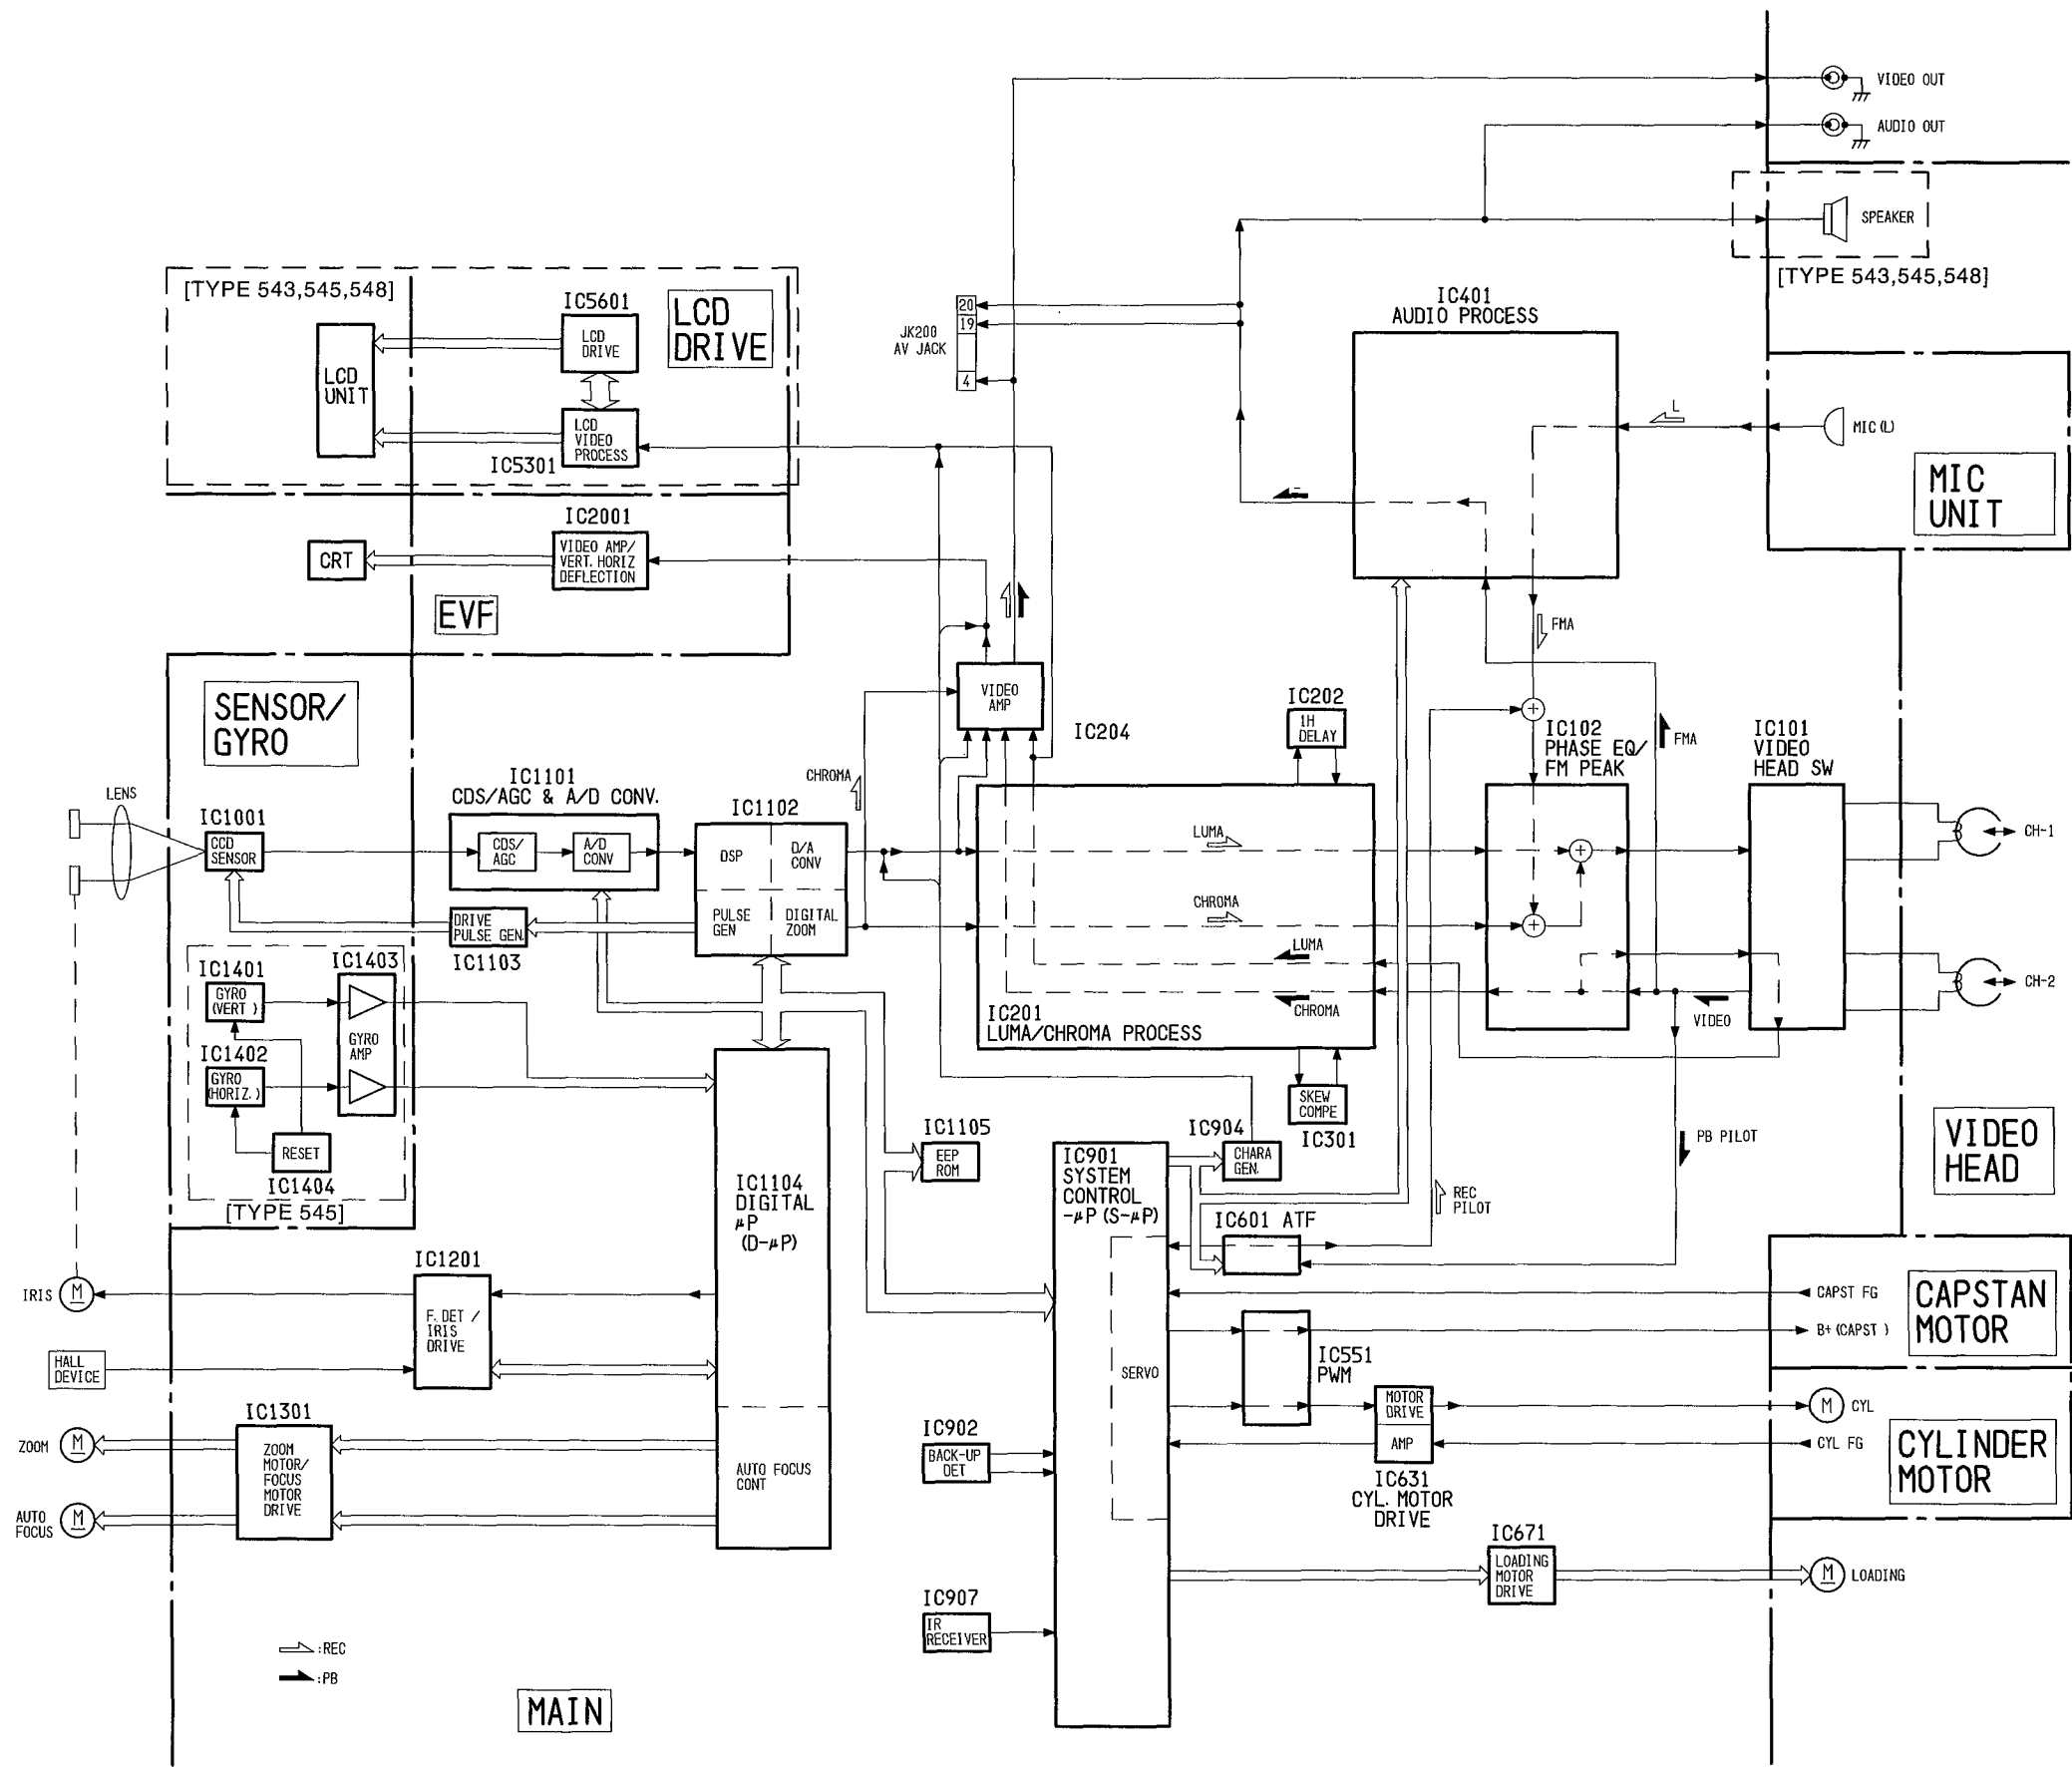 VIDEO OUT
AUDIO OUT
SPEAKER
[TYPE 543,545,548]
[TYPE 543,545,548]
IC5601
LCD
DRIVE
LCD
DRIVE
LCD
UNIT
LCD
VIDEO
PROCESS
IC5301
JK200
AV JACK
20
19
4
IC401
AUDIO PROCESS
L
MIC(L)
MIC
UNIT
IC2001
VIDEO AMP/
VERT. HORIZ
DEFLECTION
CRT
EVF
FMA
SENSOR/
GYRO
VIDEO
AMP
IC204
IC202
1H
DELAY
IC102
PHASE EQ/
FM PEAK
FMA
IC101
VIDEO
HEAD SW
LENS
IC1001
CCD
SENSOR
IC1101
CDS/AGC & A/D CONV.
CDS/
AGC
A/D
CONV
IC1102
DSP
D/A
CONV
PULSE
GEN
DIGITAL
ZOOM
CHROMA
LUMA
CHROMA
LUMA
CHROMA
IC201
LUMA/CHROMA PROCESS
VIDEO
CH-1
CH-2
DRIVE
PULSE GEN.
IC1103
IC1401
GYRO
(VERT.)
IC1403
GYRO
AMP
IC1402
GYRO
(HORIZ.)
RESET
IC1404
[TYPE 545]
IC1104
DIGITAL
μP
(D-μP)
AUTO FOCUS
CONT
IC1105
EEP
ROM
SKEW
COMPE
IC301
IC901
SYSTEM
CONTROL
-μP (S-μP)
SERVO
IC904
CHARA
GEN.
IC601 ATF
REC
PILOT
PB PILOT
VIDEO
HEAD
IRIS
M
IC1201
F. DET /
IRIS
DRIVE
HALL
DEVICE
CAPST FG
B+(CAPST)
CAPSTAN
MOTOR
IC551
PWM
MOTOR
DRIVE
AMP
IC631
CYL. MOTOR
DRIVE
M
CYL
CYL FG
CYLINDER
MOTOR
ZOOM
M
IC1301
ZOOM
MOTOR/
FOCUS
MOTOR
DRIVE
AUTO
FOCUS
M
IC902
BACK-UP
DET
IC671
LOADING
MOTOR
DRIVE
M
LOADING
IC907
IR
RECEIVER
:REC
:PB
MAIN